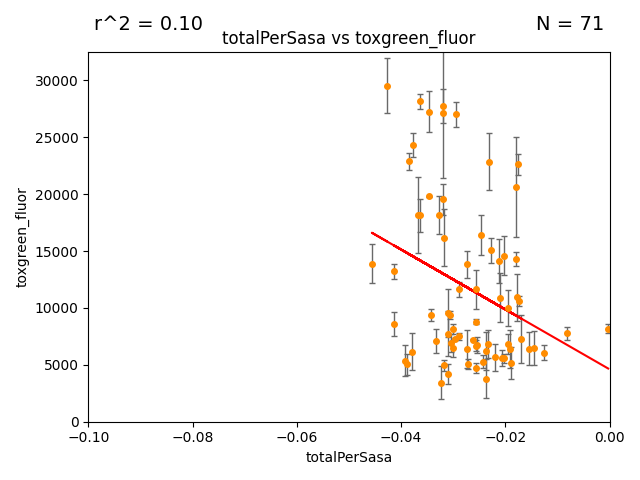 r^2 = 0.10
N = 71
totalPerSasa vs toxgreen_fluor
30000
25000
20000
15000
10000
5000
0
toxgreen_fluor
−0.10
−0.08
−0.06
−0.04
−0.02
0.00
totalPerSasa